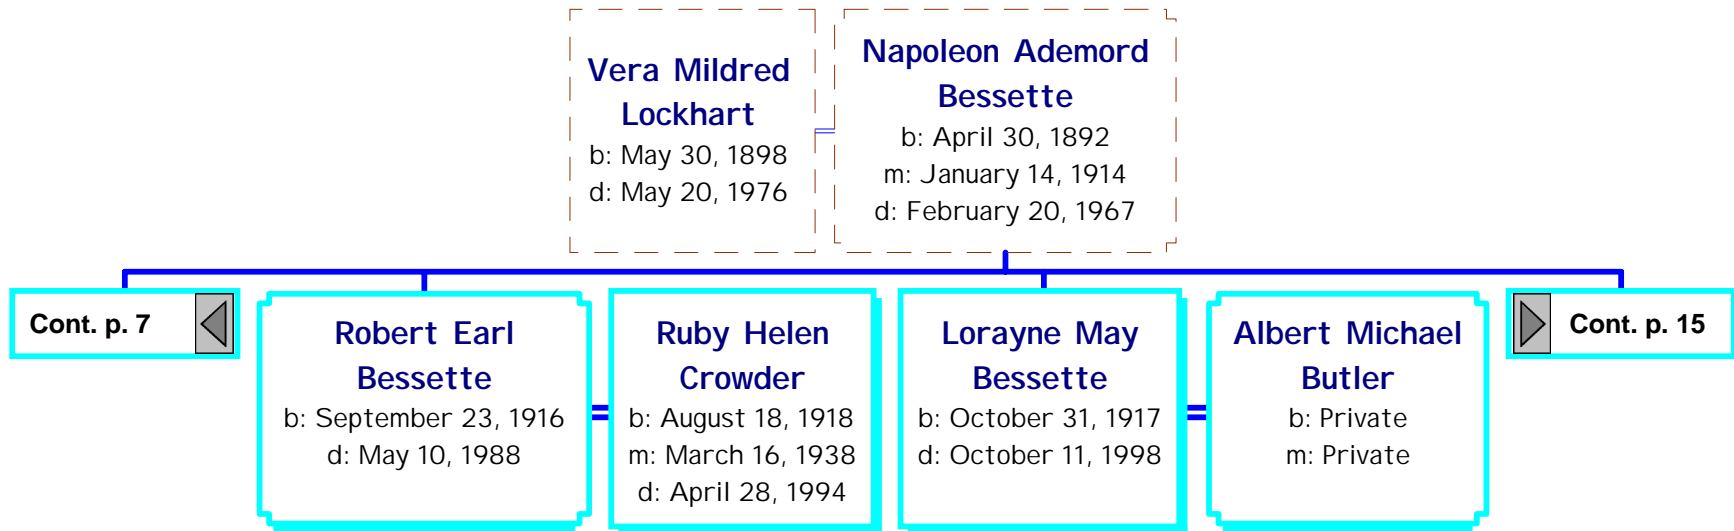 Vera Mildred
Lockhart
b: May 30, 1898
d: May 20, 1976
Napoleon Ademord
Bessette
b: April 30, 1892
m: January 14, 1914
d: February 20, 1967
Cont. p. 7
Robert Earl
Bessette
b: September 23, 1916
d: May 10, 1988
Ruby Helen
Crowder
b: August 18, 1918
m: March 16, 1938
d: April 28, 1994
Lorayne May
Bessette
b: October 31, 1917
d: October 11, 1998
Albert Michael
Butler
b: Private
m: Private
Cont. p. 15